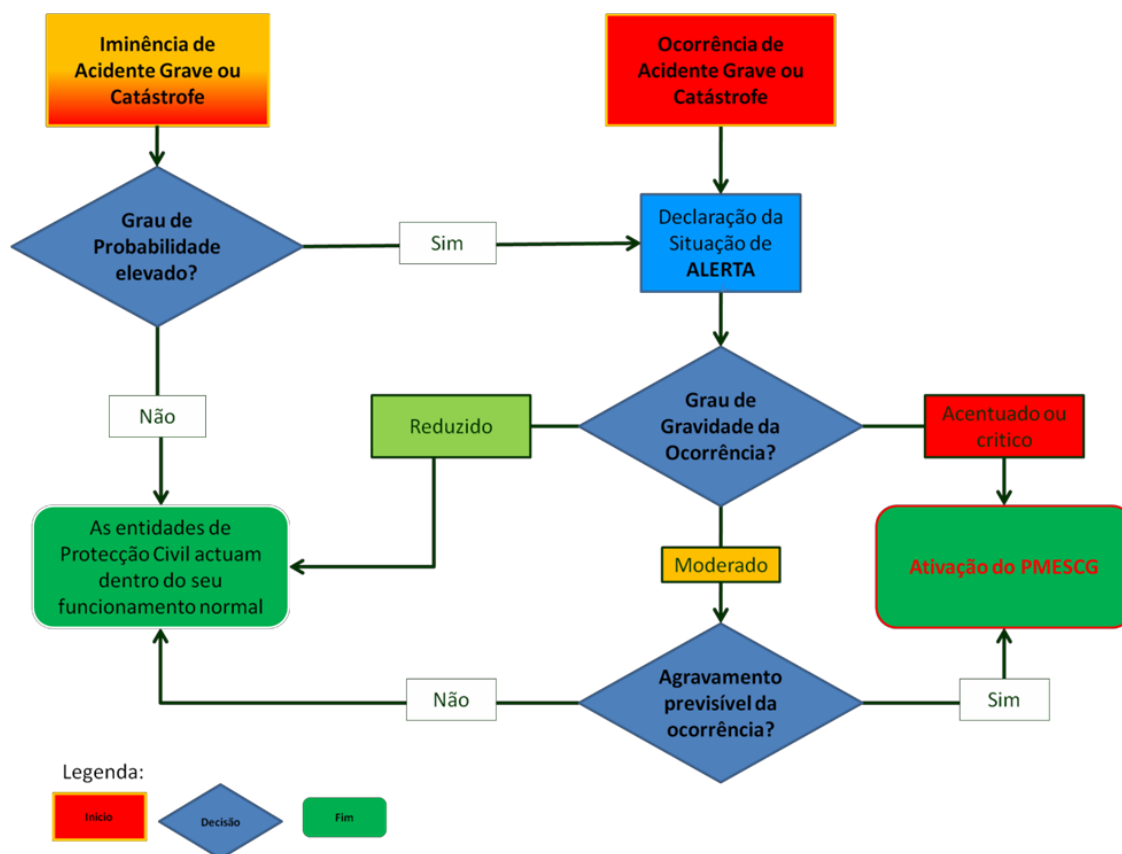 Iminência de
Acidente Grave ou
Catástrofe
Ocorrência de
Acidente Grave ou
Catástrofe
Grau de
Probabilidade
elevado?
Sim
Declaração da
Situação de
ALERTA
Não
Reduzido
Grau de
Gravidade da
Ocorrência?
Acentuado ou
critico
As entidades de
Protecção Civil actuam
dentro do seu
funcionamento normal
Moderado
Ativação do PMESCG
Não
Agravamento
previsível da
ocorrência?
Sim
Legenda:
Inicio
Decisão
Fim